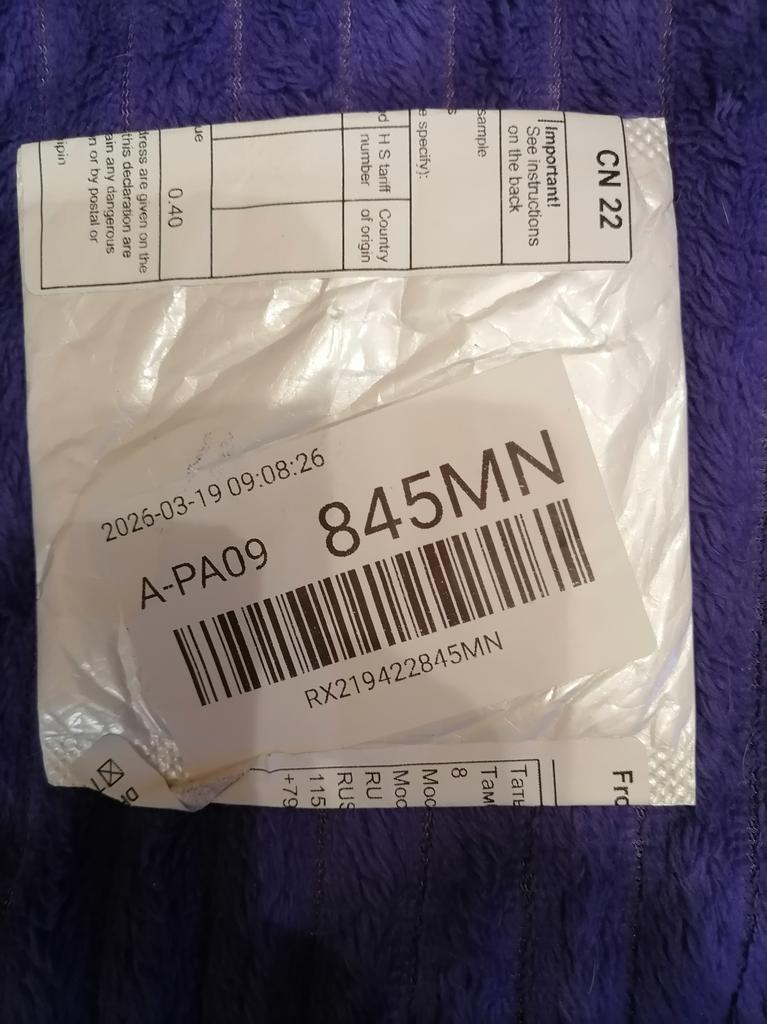 CN 22
Important!
See instructions
on the back
sample
s
e specify):
d H S tariff
number
Country
of origin
ue
0.40
dress are given on the
this declaration are
ain any dangerous
n or by postal or
ipin
2026-03-19 09:08:26
A-PA09 845MN
RX219422845MN
Fro
Тать
Там
8
Мос
Мос
RU
RUS
115
+79